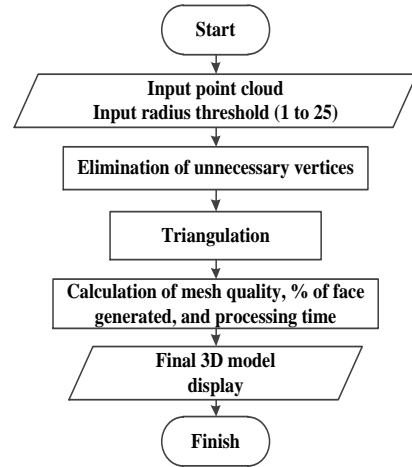 Start
Input point cloud
Input radius threshold (1 to 25)
Elimination of unnecessary vertices
Triangulation
Calculation of mesh quality, % of face
generated, and processing time
Final 3D model
display
Finish